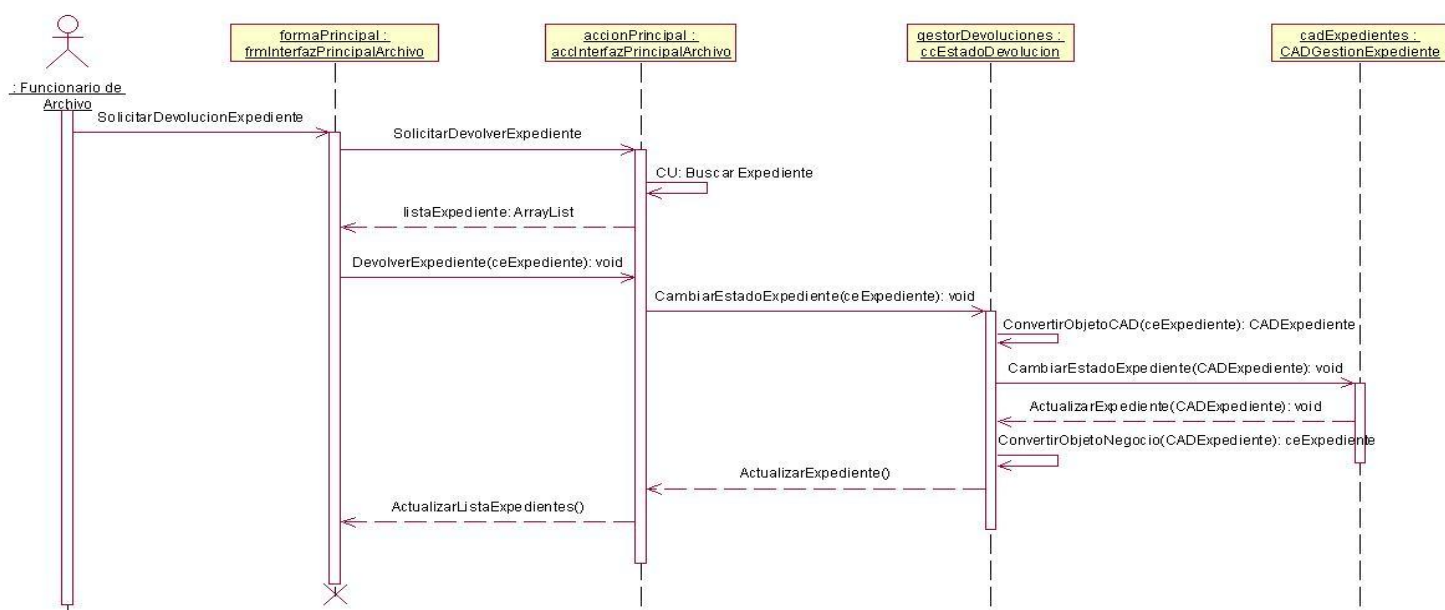 formaPrincipal :
frmInterfazPrincipalArchivo
accionPrincipal :
accInterfazPrincipalArchivo
gestorDevoluciones :
ccEstadoDevolucion
cadExpedientes :
CADGestionExpediente
: Funcionario de
Archivo
SolicitarDevolucionExpediente
SolicitarDevolverExpediente
CU: Buscar Expediente
listaExpediente: ArrayList
DevolverExpediente(ceExpediente): void
CambiarEstadoExpediente(ceExpediente): void
ConvertirObjetoCAD(ceExpediente): CADExpediente
CambiarEstadoExpediente(CADExpediente): void
ActualizarExpediente(CADExpediente): void
ConvertirObjetoNegocio(CADExpediente): ceExpediente
ActualizarExpediente()
ActualizarListaExpedientes()